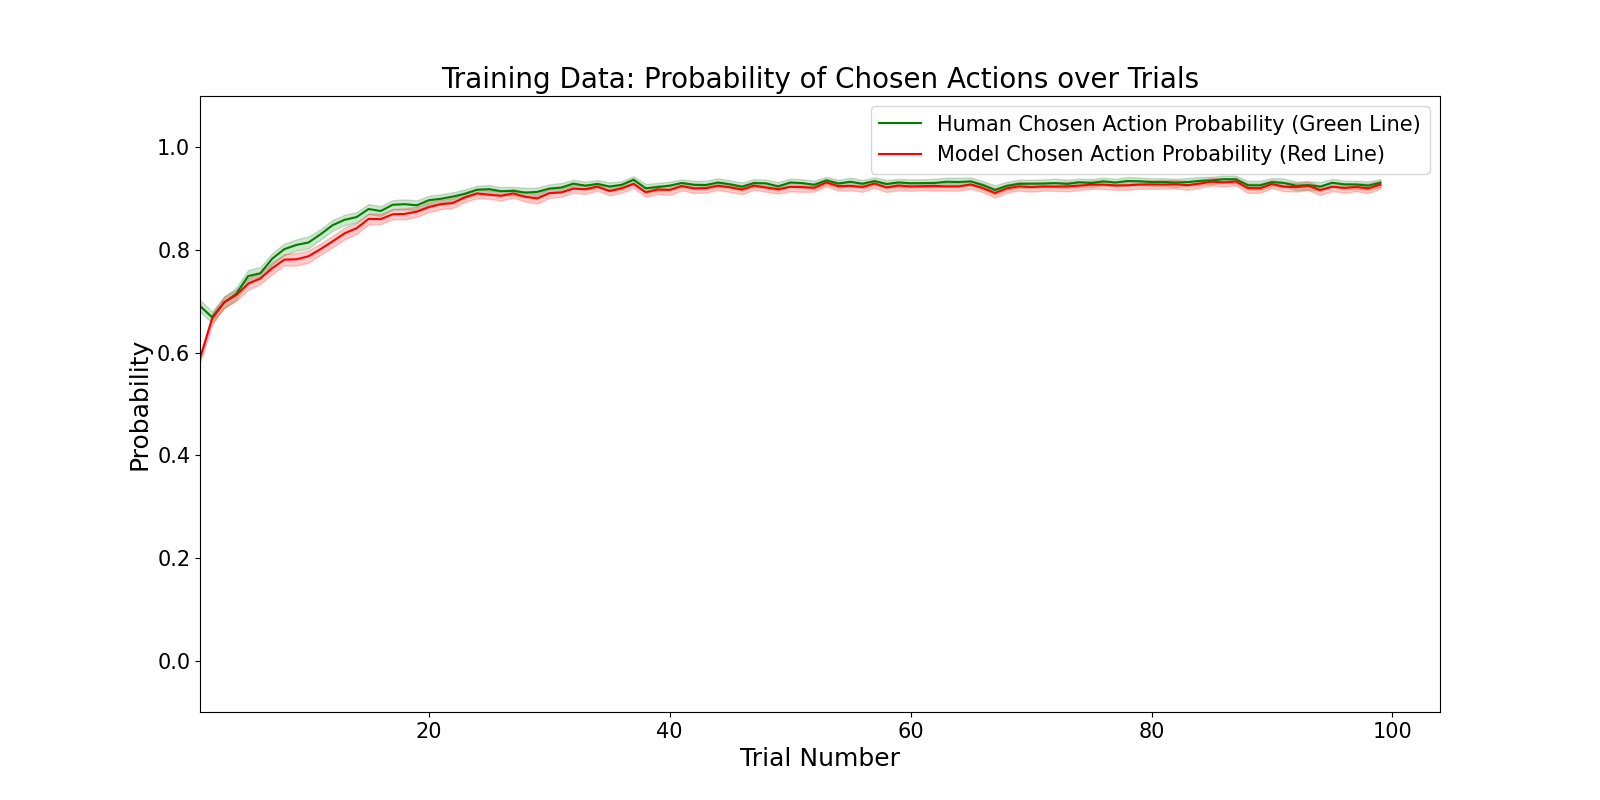 Training Data: Probability of Chosen Actions over Trials
Human Chosen Action Probability (Green Line)
Model Chosen Action Probability (Red Line)
1.0
0.8
0.6
0.4
0.2
0.0
Probability
20 40 60 80 100
Trial Number